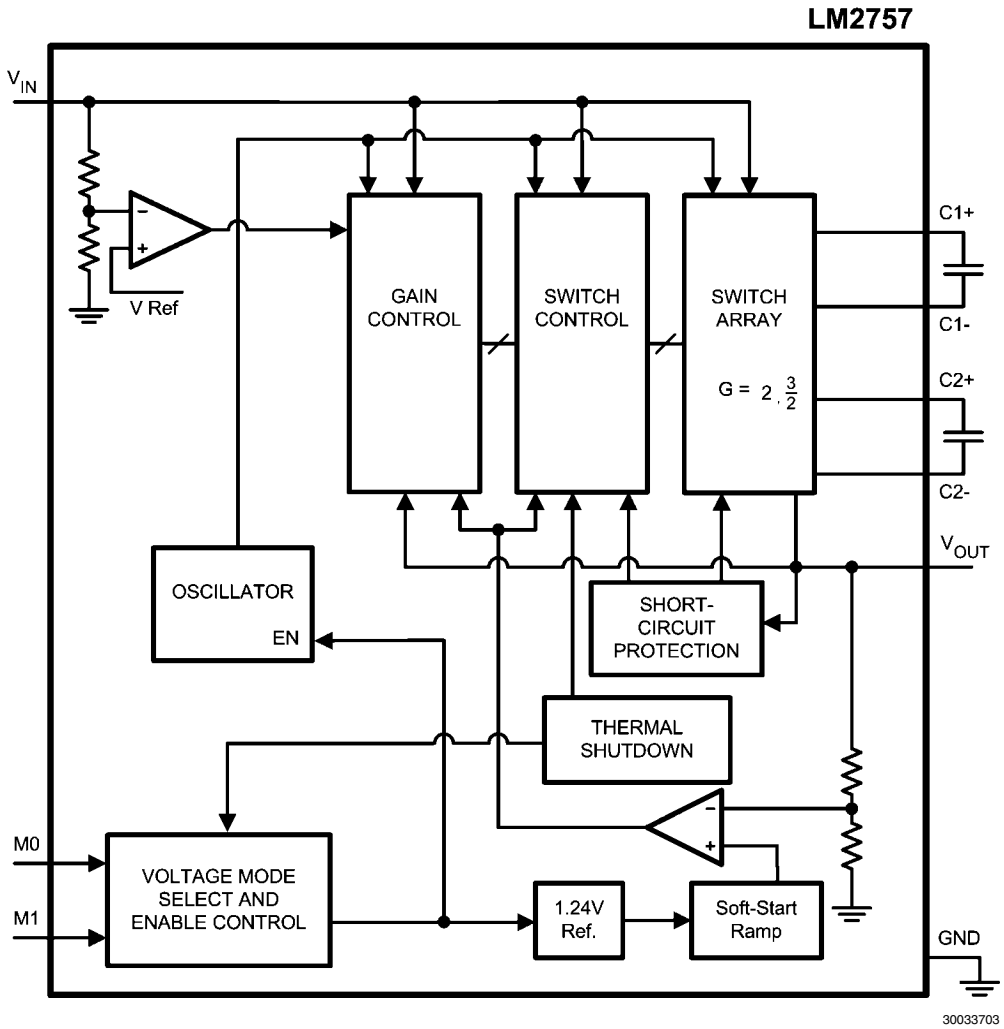 LM2757
VIN
C1+
V Ref
GAIN
CONTROL
SWITCH
CONTROL
SWITCH
ARRAY
G = 2, 3/2
C1-
C2+
C2-
VOUT
OSCILLATOR
EN
SHORT-
CIRCUIT
PROTECTION
THERMAL
SHUTDOWN
−
+
−
+
M0
M1
VOLTAGE MODE
SELECT AND
ENABLE CONTROL
1.24V
Ref.
Soft-Start
Ramp
GND
30033703